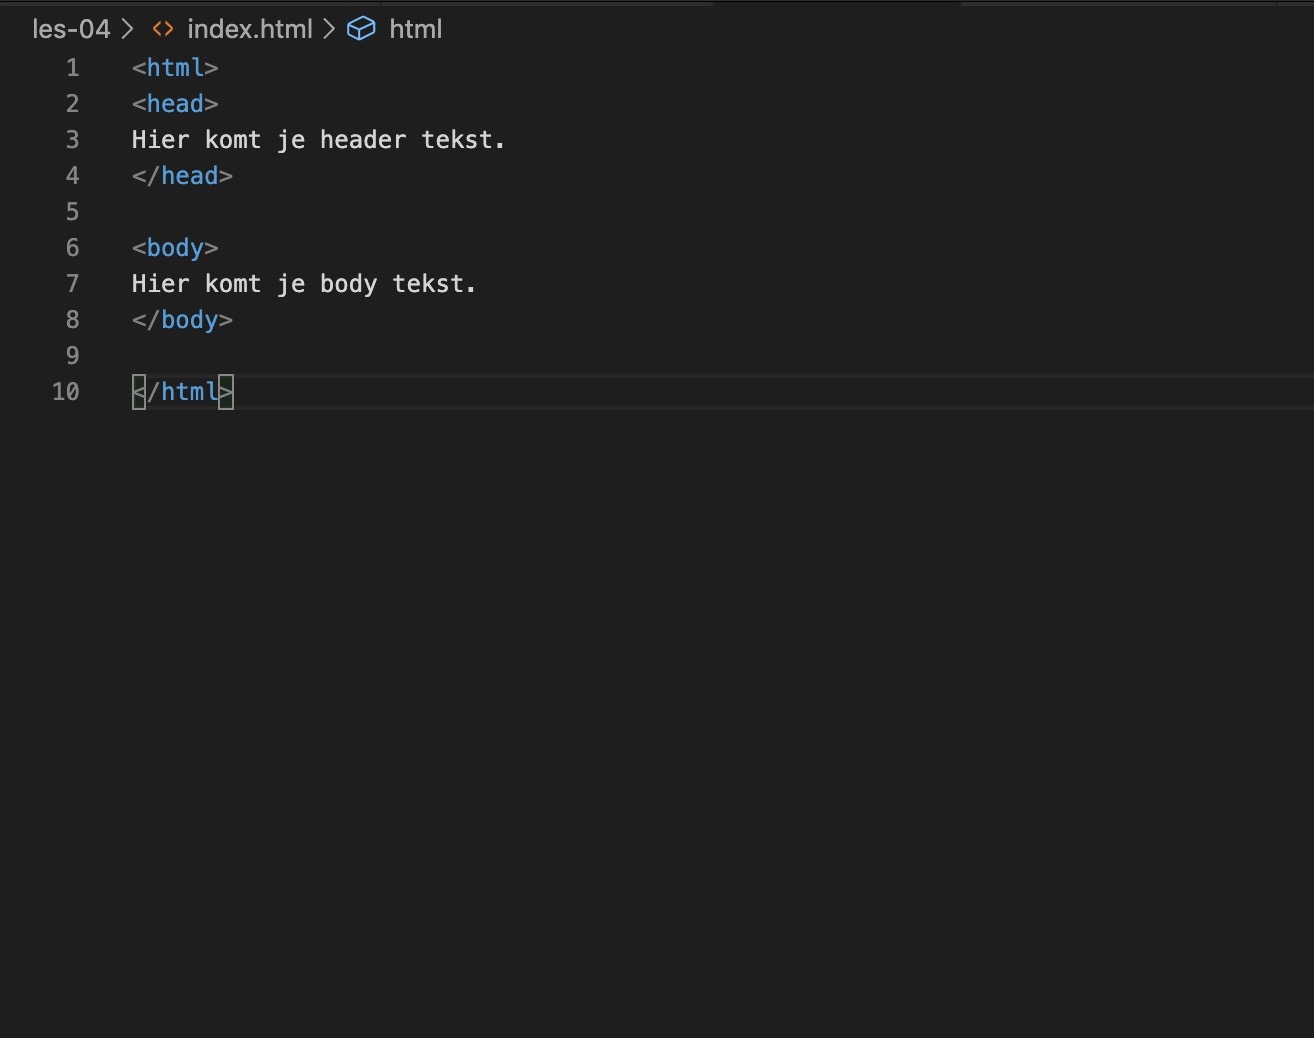 les-04 > <> index.html > html
1 <html>
2 <head>
3 Hier komt je header tekst.
4 </head>
5
6 <body>
7 Hier komt je body tekst.
8 </body>
9
10 </html>